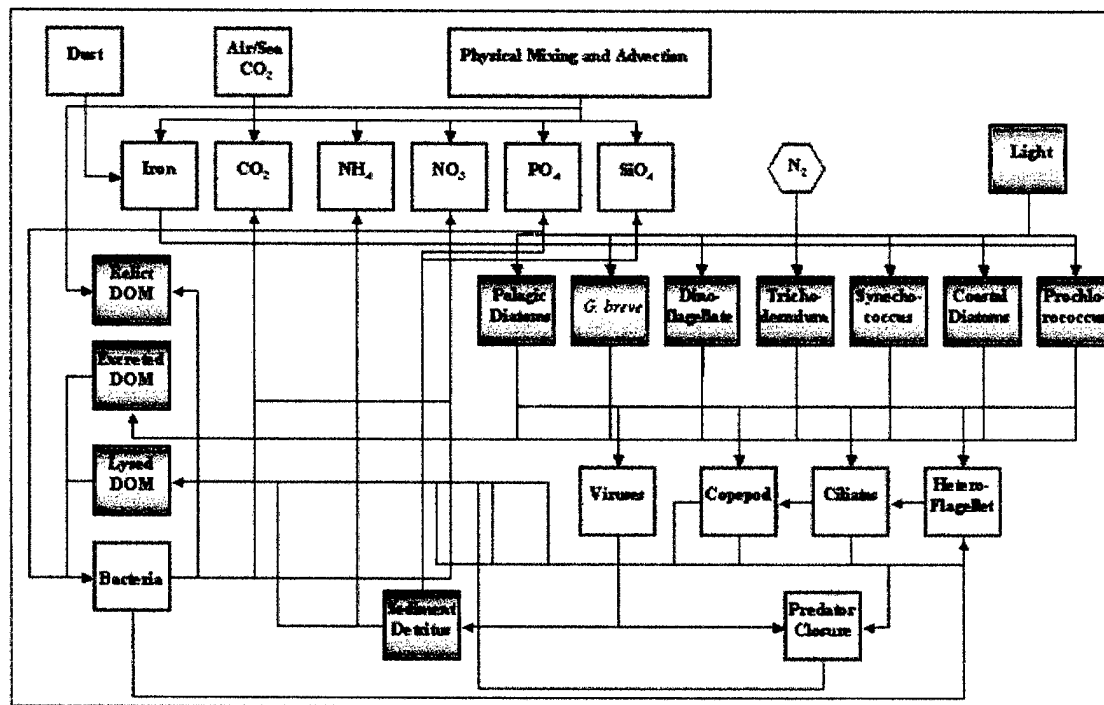 Dust
Air/Sea
CO₂
Physical Mixing and Advection
Iron
CO₂
NH₄
NO₃
PO₄
SiO₄
N₂
Light
Relict
DOM
Pelagic
Diatoms
G. breve
Dino-
flagellate
Tricho-
desmium
Synecho-
coccus
Coastal
Diatoms
Prochlo-
rococcus
Excreted
DOM
Lysed
DOM
Viruses
Copepod
Ciliates
Hetero-
Flagellet
Bacteria
Sediment
Detritus
Predator
Closure